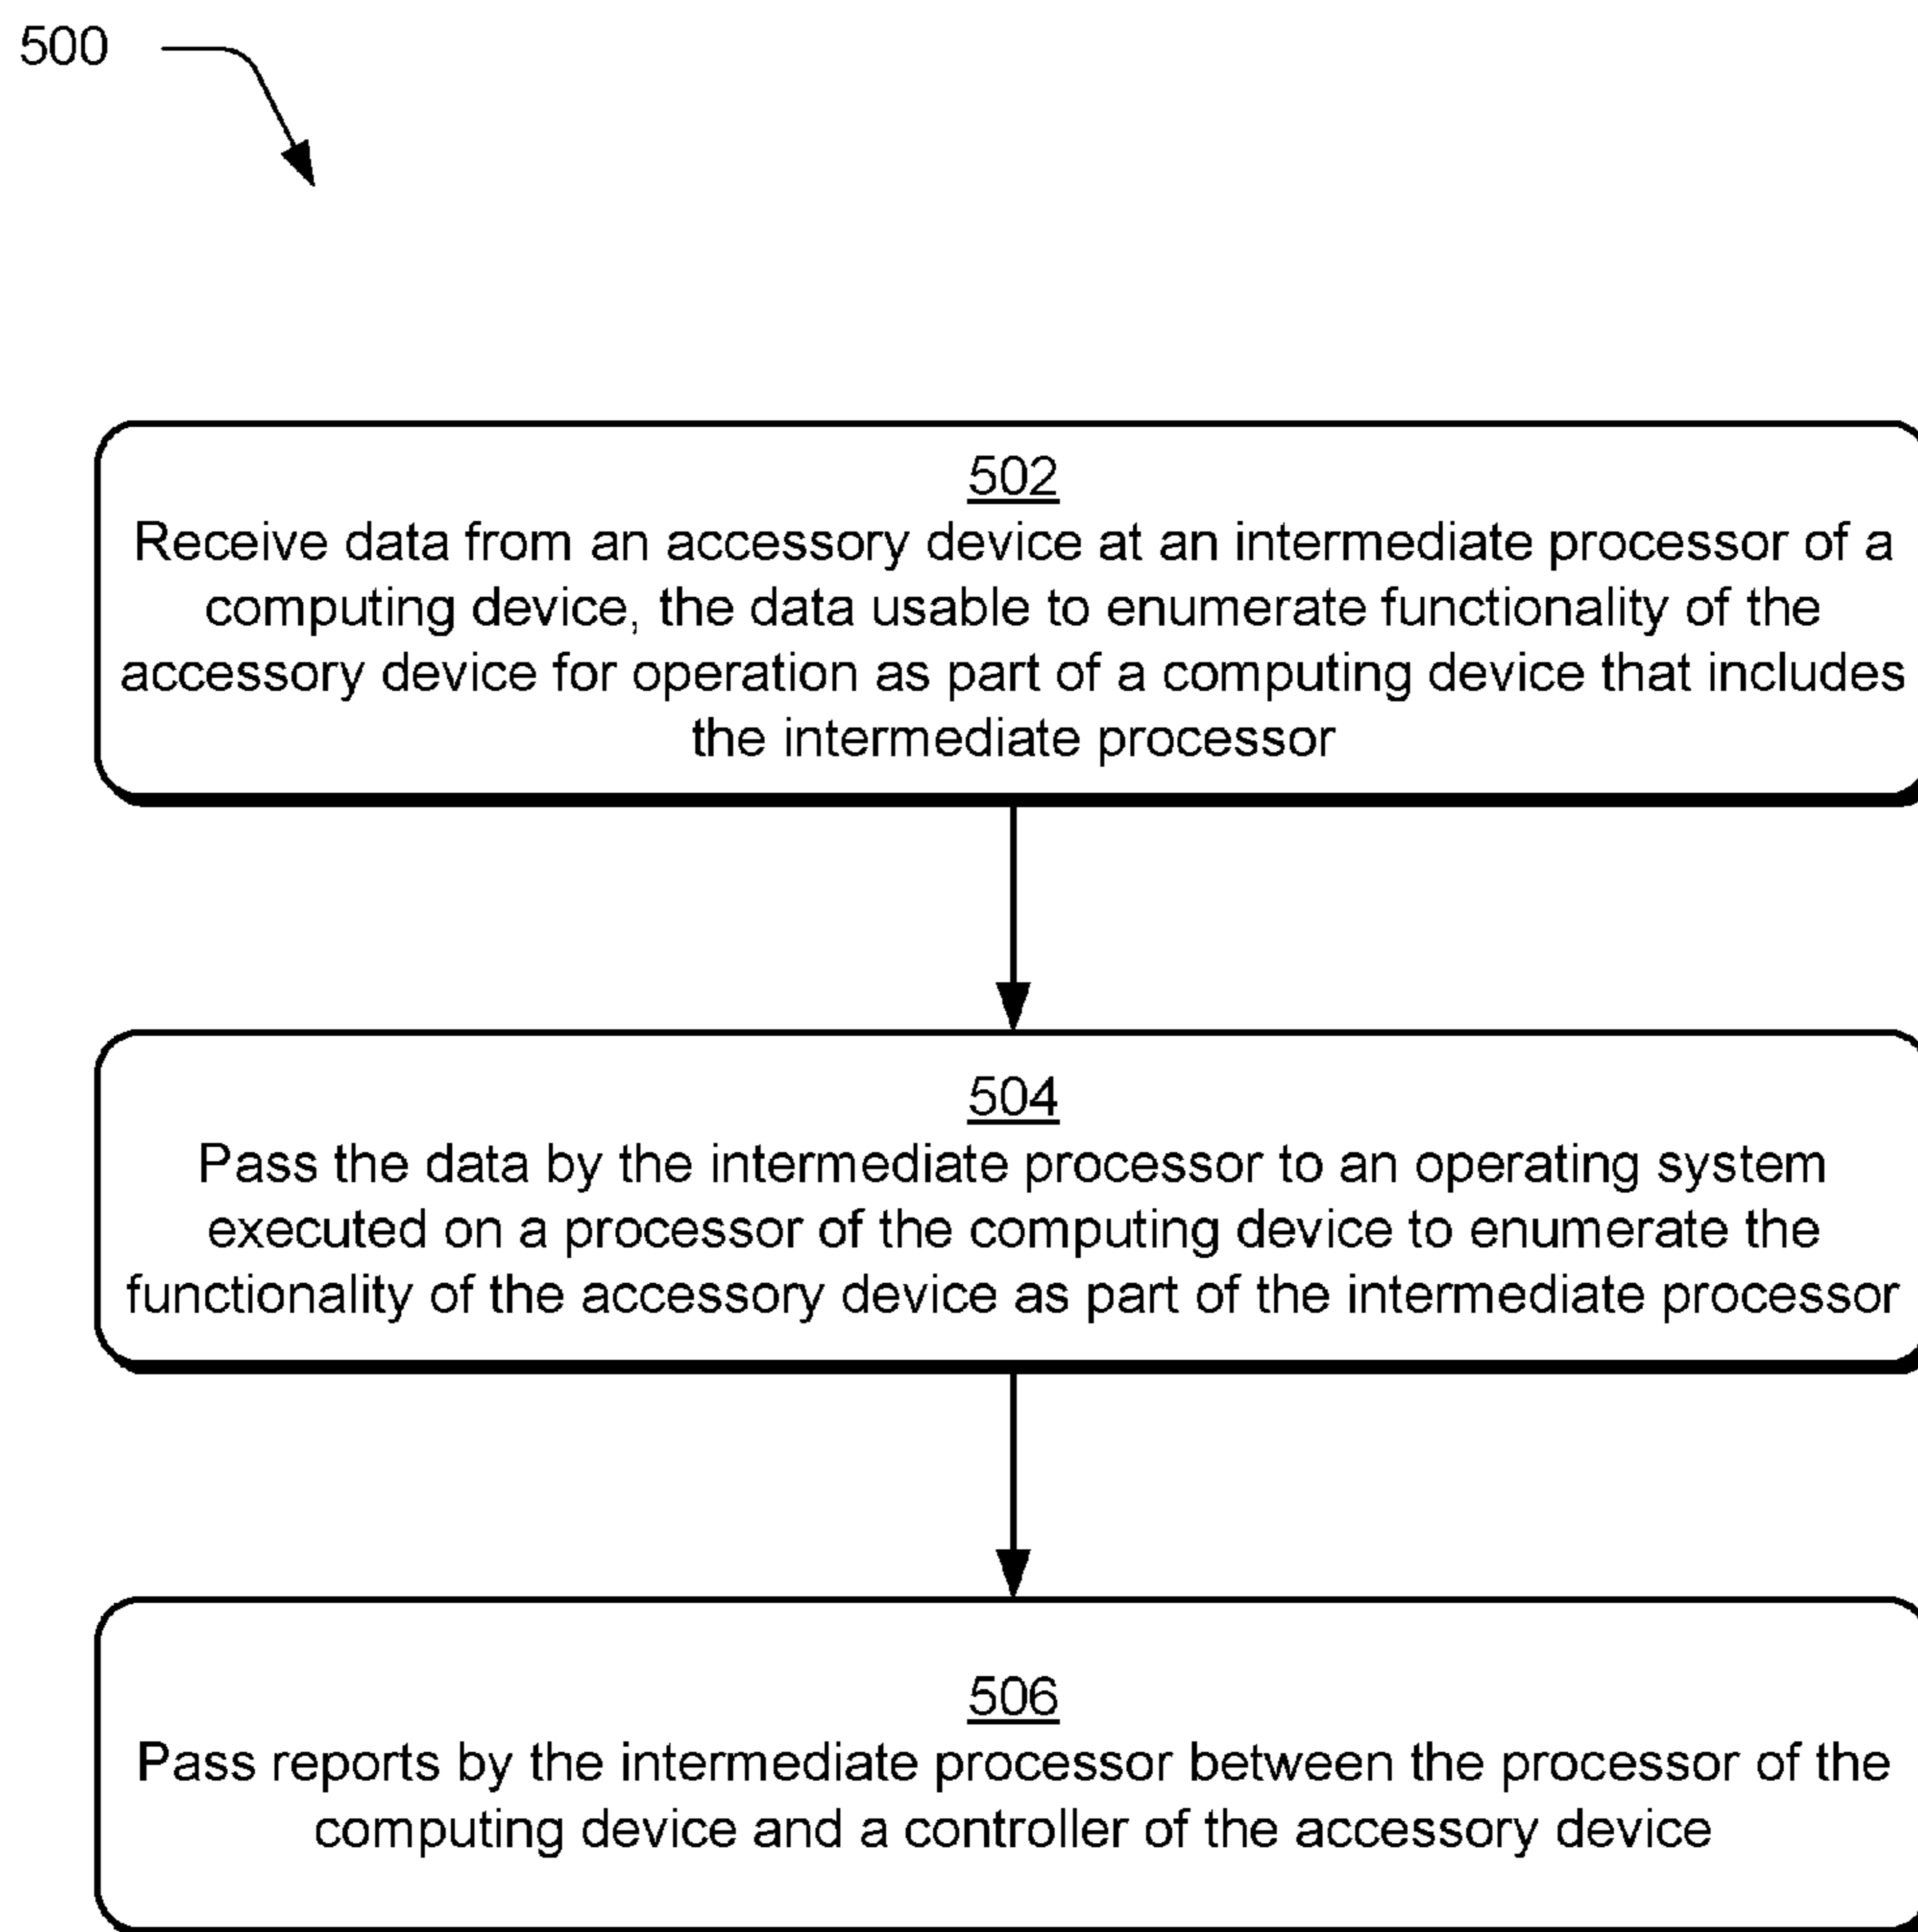 500
502
Receive data from an accessory device at an intermediate processor of a
computing device, the data usable to enumerate functionality of the
accessory device for operation as part of a computing device that includes
the intermediate processor
504
Pass the data by the intermediate processor to an operating system
executed on a processor of the computing device to enumerate the
functionality of the accessory device as part of the intermediate processor
506
Pass reports by the intermediate processor between the processor of the
computing device and a controller of the accessory device